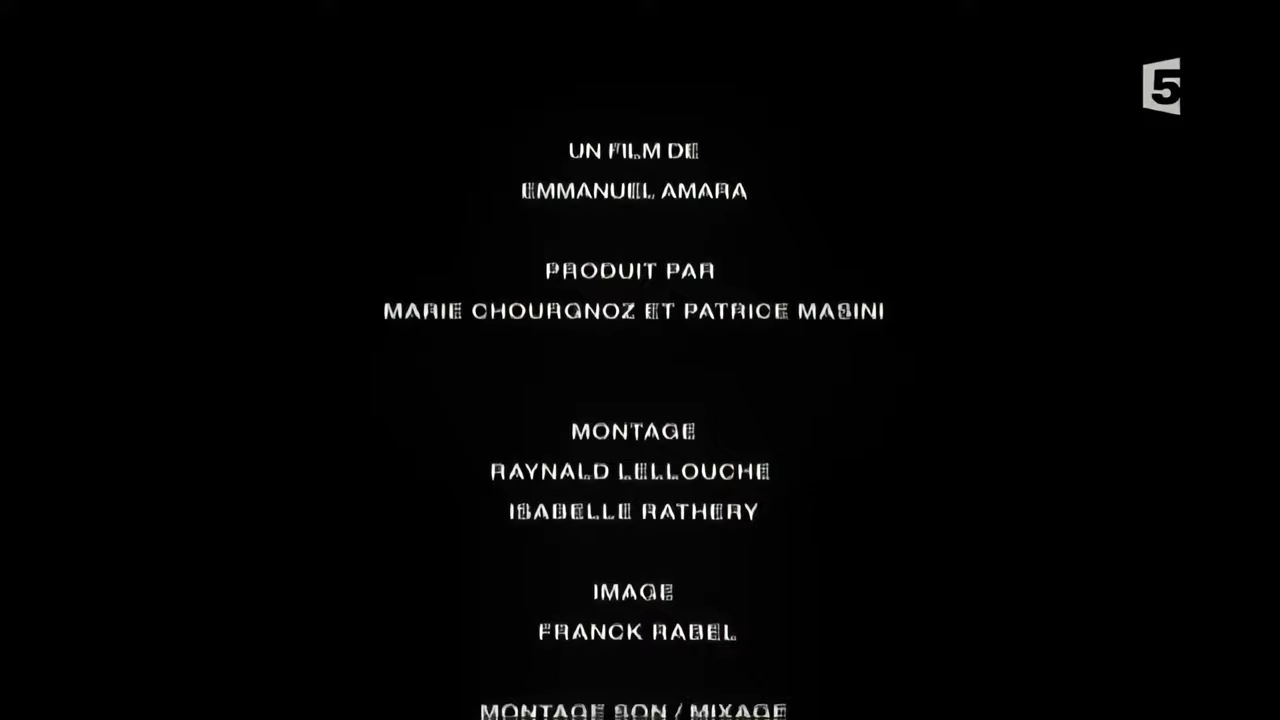 5
UN FILM DE
EMMANUEL AMARA
PRODUIT PAR
MARIE CHOURGNOZ ET PATRICE MASINI
MONTAGE
RAYNALD LELLOUCHE
ISABELLE RATHERY
IMAGE
FRANCK RABEL
MONTAGE SON / MIXAGE